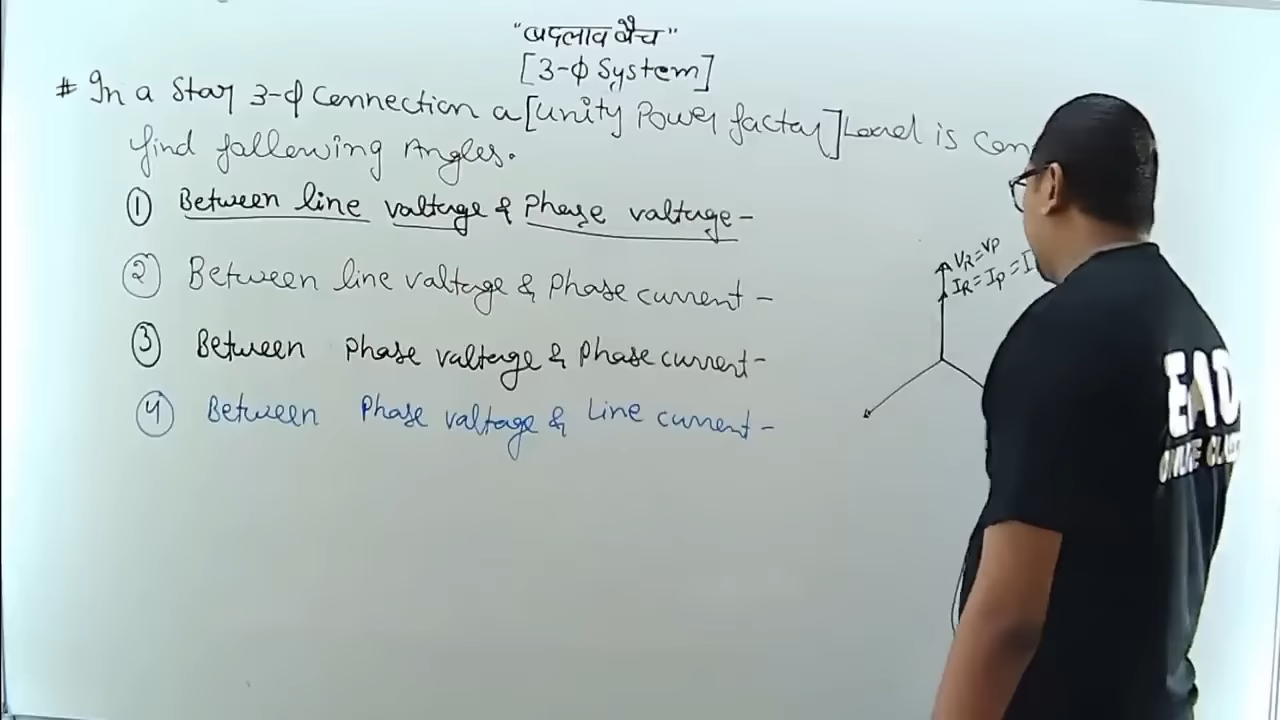 "बदलाव बैच"
[3-ϕ System]
# In a Star 3-ϕ Connection a [Unity Power factor] Load is Con
find fallowing Angles.
① Between line valtage & Phase valtage -
② Between line valtage & Phase current -
③ Between Phase valtage & Phase current -
④ Between Phase valtage & Line current -
VR = VP
IR = IP = I
EAD